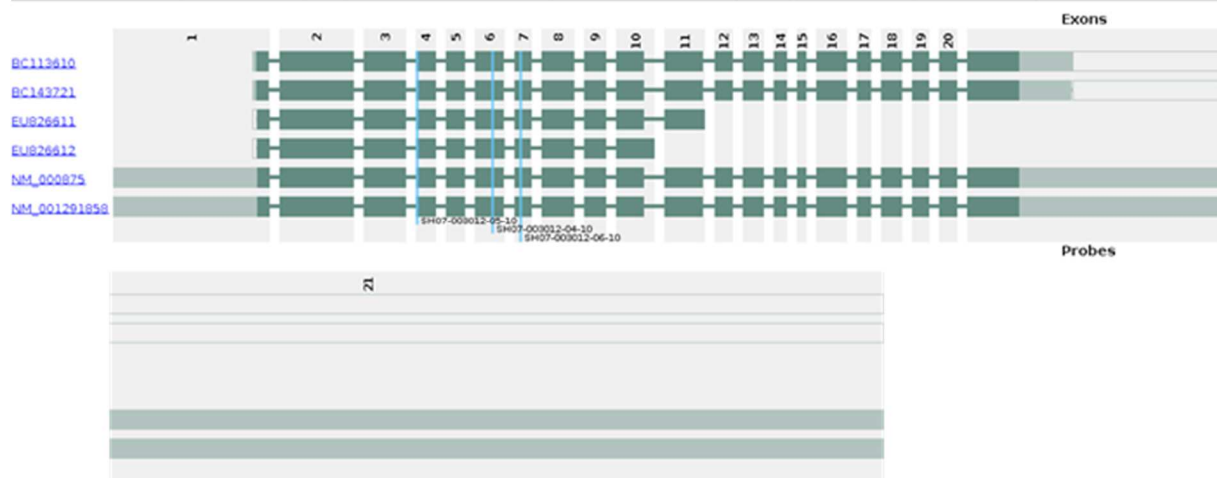 Exons
1 2 3 4 5 6 7 8 9 10 11 12 13 14 15 16 17 18 19 20
BC113610
BC143721
EU826611
EU826612
NM_000875
NM_001291858
SH07-003012-05-10
SH07-003012-04-10
SH07-003012-06-10
Probes
21